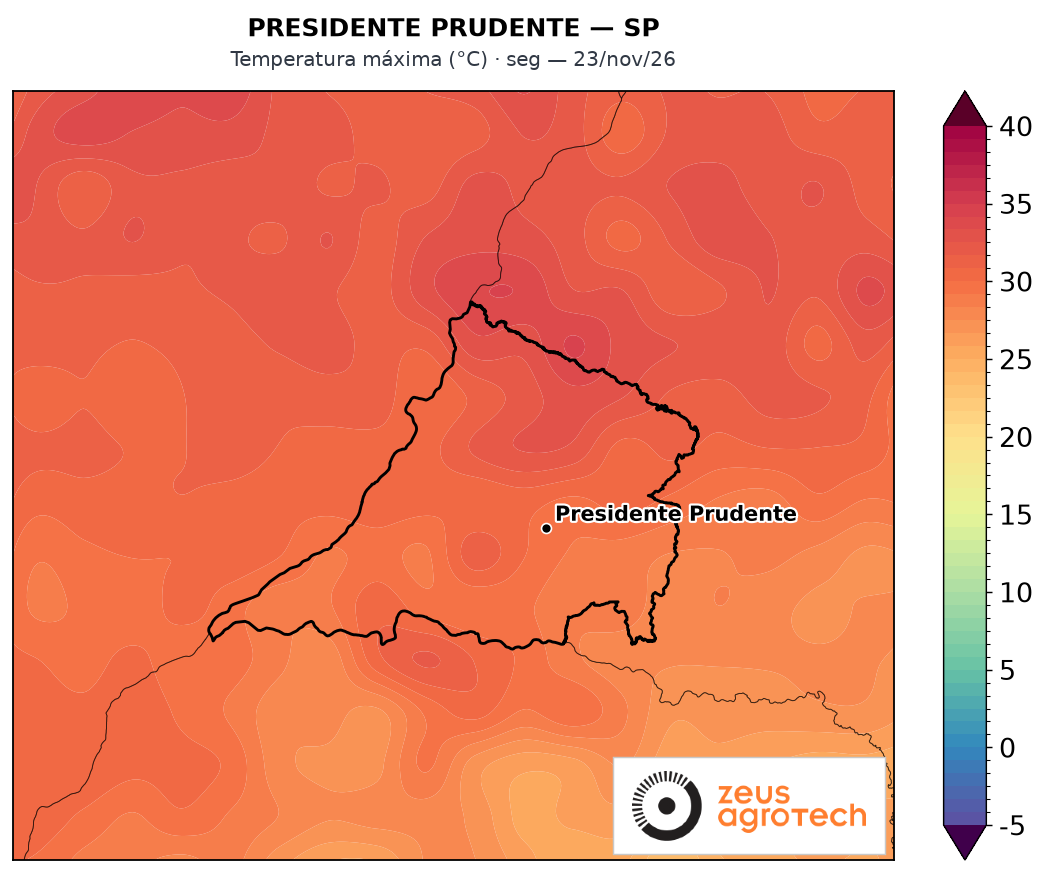 PRESIDENTE PRUDENTE — SP
Temperatura máxima (°C) · seg — 23/nov/26
40
35
30
25
20
15
10
5
0
-5
Presidente Prudente
zeus
agrotech